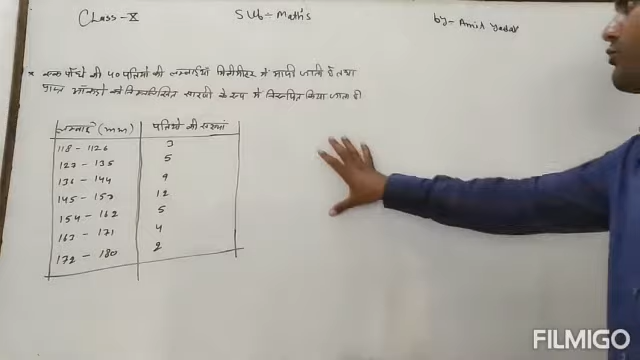 Class-X Sub-Maths by- Amit Yadav
* एक पौधे की 40 पत्तियों की लम्बाईयाँ मिलीमीटर में मापी जाती है तथा
प्राप्त आँकड़ों को निम्नलिखित सारणी के रूप में निरूपित किया जाता है।
लम्बाई (mm) पत्तियों की संख्या
118 - 126 3
127 - 135 5
136 - 144 9
145 - 153 12
154 - 162 5
163 - 171 4
172 - 180 2
FILMIGO